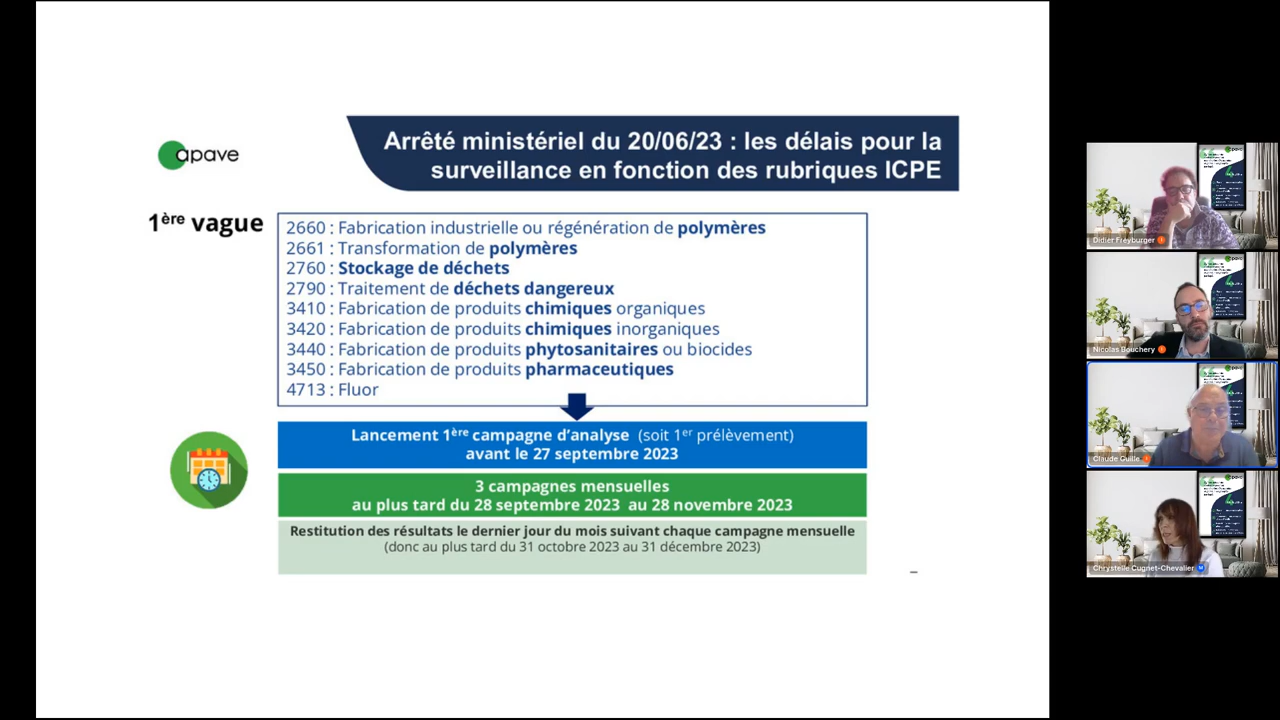 apave
Arrêté ministériel du 20/06/23 : les délais pour la
surveillance en fonction des rubriques ICPE
1ère vague
2660 : Fabrication industrielle ou régénération de polymères
2661 : Transformation de polymères
2760 : Stockage de déchets
2790 : Traitement de déchets dangereux
3410 : Fabrication de produits chimiques organiques
3420 : Fabrication de produits chimiques inorganiques
3440 : Fabrication de produits phytosanitaires ou biocides
3450 : Fabrication de produits pharmaceutiques
4713 : Fluor
Lancement 1ère campagne d’analyse (soit 1er prélèvement)
avant le 27 septembre 2023
3 campagnes mensuelles
au plus tard du 28 septembre 2023 au 28 novembre 2023
Restitution des résultats le dernier jour du mois suivant chaque campagne mensuelle
(donc au plus tard du 31 octobre 2023 au 31 décembre 2023)
Didier Freyburger
Nicolas Bouchery
Claude Guille
Chrystelle Cugnet-Chevalier